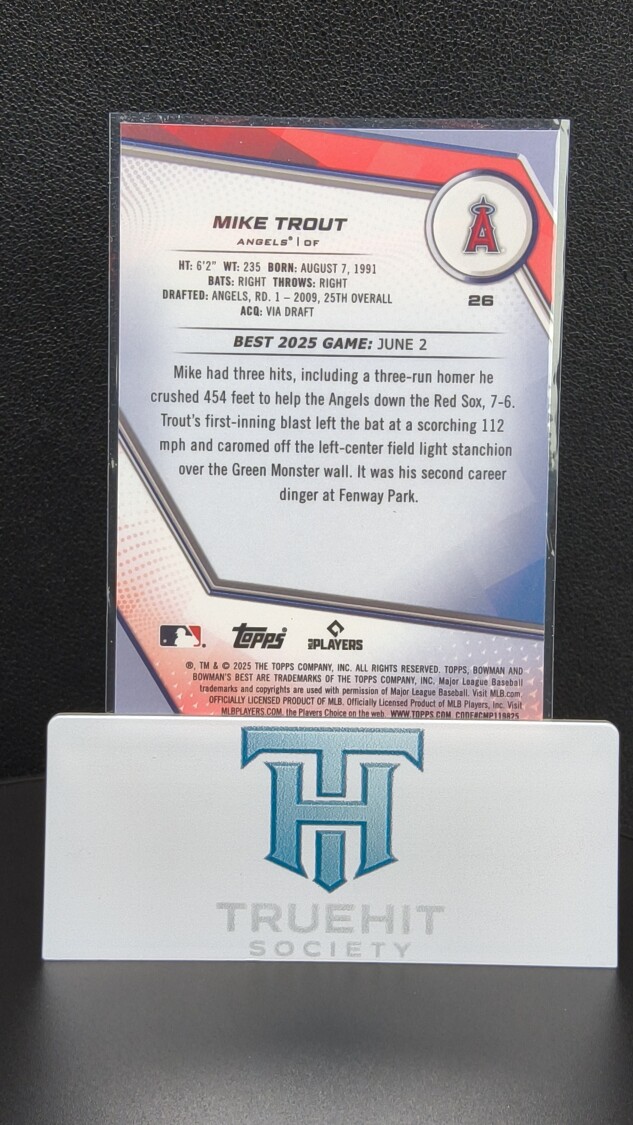 MIKE TROUT
ANGELS® | OF
A
26
HT: 6'2" WT: 235 BORN: AUGUST 7, 1991
BATS: RIGHT THROWS: RIGHT
DRAFTED: ANGELS, RD. 1 – 2009, 25TH OVERALL
ACQ: VIA DRAFT
BEST 2025 GAME: JUNE 2
Mike had three hits, including a three-run homer he
crushed 454 feet to help the Angels down the Red Sox, 7-6.
Trout's first-inning blast left the bat at a scorching 112
mph and caromed off the left-center field light stanchion
over the Green Monster wall. It was his second career
dinger at Fenway Park.
Topps®
MLB PLAYERS
®, TM & © 2025 THE TOPPS COMPANY, INC. ALL RIGHTS RESERVED. TOPPS, BOWMAN AND
BOWMAN'S BEST ARE TRADEMARKS OF THE TOPPS COMPANY, INC. Major League Baseball
trademarks and copyrights are used with permission of Major League Baseball. Visit MLB.com.
OFFICIALLY LICENSED PRODUCT OF MLB. Officially Licensed Product of MLB Players, Inc. Visit
MLBPLAYERS.COM, the Players Choice on the web. WWW.TOPPS.COM CODE#CMP118825
TH
TRUEHIT
SOCIETY